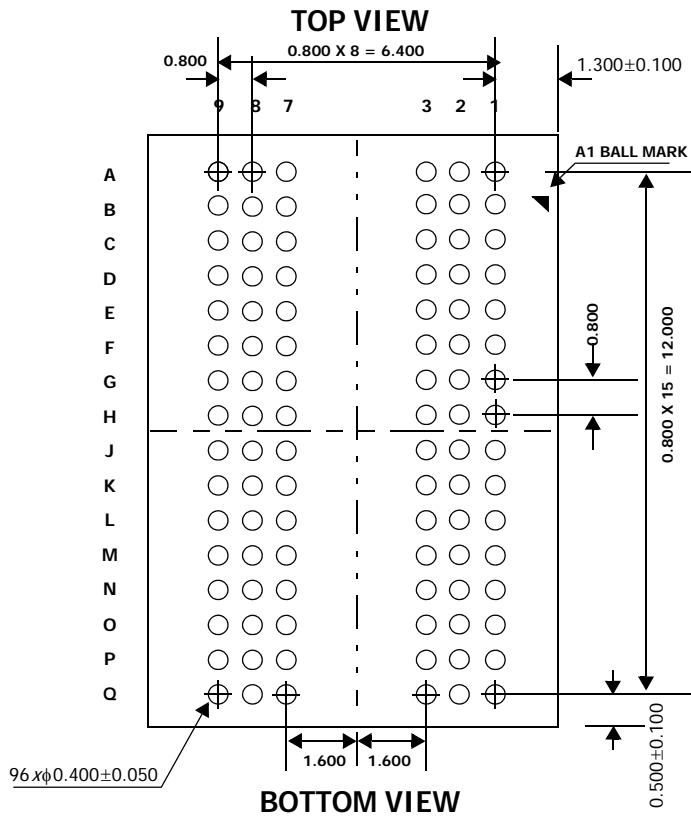 TOP VIEW
0.800 X 8 = 6.400
0.800
1.300±0.100
9 8 7 3 2 1
A1 BALL MARK
A
B
C
D
E
F
G
H
J
K
L
M
N
O
P
Q
0.800
0.800 X 15 = 12.000
1.600 1.600
0.500±0.100
96 xϕ0.400±0.050
BOTTOM VIEW